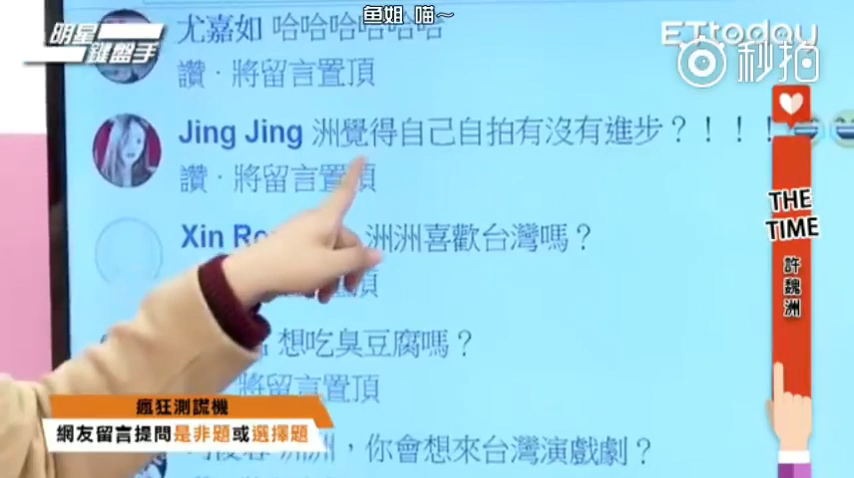 鱼姐 喵~
明星
鍵盤手
ETtoday
秒拍
尤嘉如 哈哈哈哈哈哈
讚·將留言置頂
Jing Jing 洲覺得自己自拍有沒有進步？！！！！
讚·將留言置頂
Xin 洲洲喜歡台灣嗎？
頂
想吃臭豆腐嗎？
將留言置頂
洲，你會想來台灣演戲劇？
THE
TIME
許魏洲
瘋狂測謊機
網友留言提問是非題或選擇題